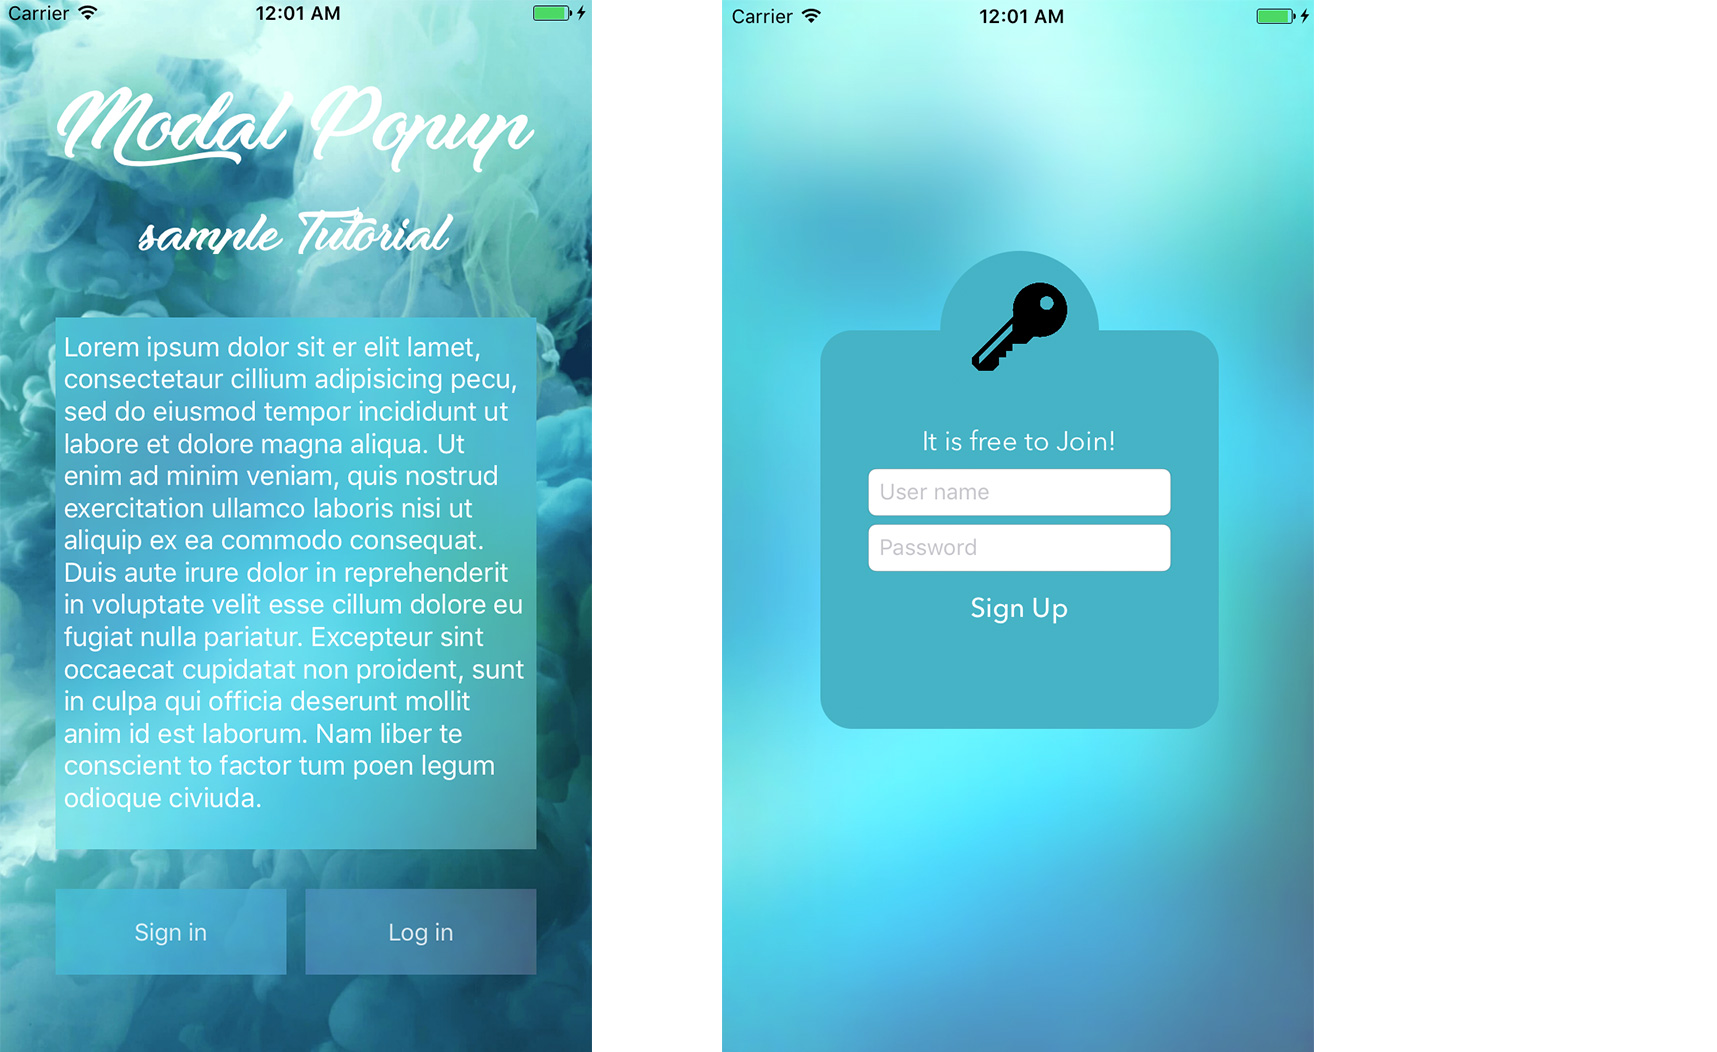 Carrier 12:01 AM
Modal Popup
sample Tutorial
Lorem ipsum dolor sit er elit lamet,
consectetaur cillium adipisicing pecu,
sed do eiusmod tempor incididunt ut
labore et dolore magna aliqua. Ut
enim ad minim veniam, quis nostrud
exercitation ullamco laboris nisi ut
aliquip ex ea commodo consequat.
Duis aute irure dolor in reprehenderit
in voluptate velit esse cillum dolore eu
fugiat nulla pariatur. Excepteur sint
occaecat cupidatat non proident, sunt
in culpa qui officia deserunt mollit
anim id est laborum. Nam liber te
conscient to factor tum poen legum
odioque civiuda.
Sign in
Log in
Carrier 12:01 AM
It is free to Join!
User name
Password
Sign Up